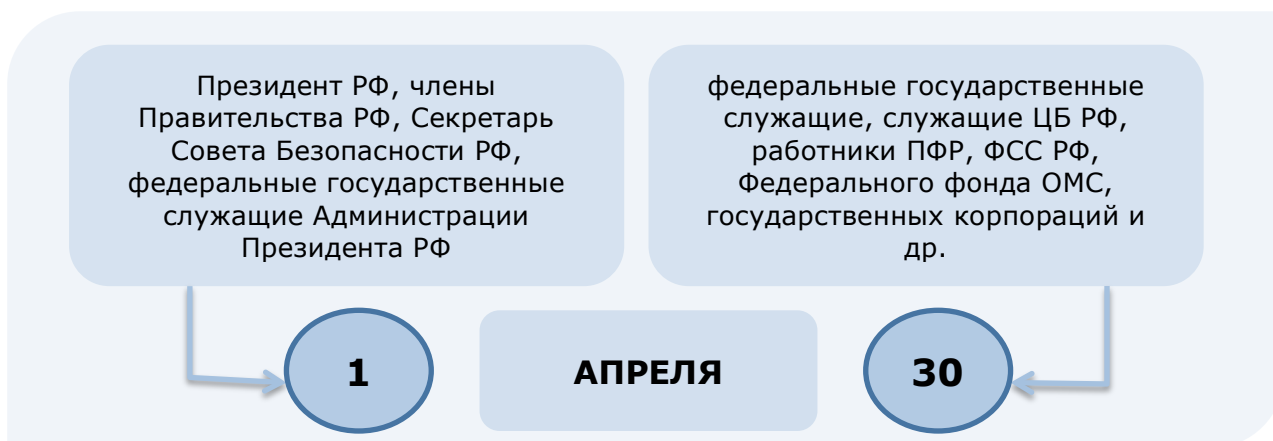 Президент РФ, члены
Правительства РФ, Секретарь
Совета Безопасности РФ,
федеральные государственные
служащие Администрации
Президента РФ
федеральные государственные
служащие, служащие ЦБ РФ,
работники ПФР, ФСС РФ,
Федерального фонда ОМС,
государственных корпораций и
др.
1
АПРЕЛЯ
30